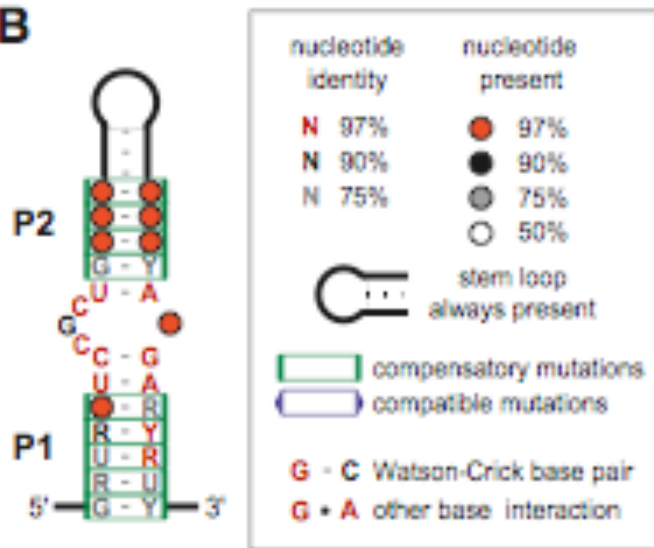 B
nucleotide identity
nucleotide present
N 97%
97%
N 90%
90%
N 75%
75%
50%
stem loop
always present
compensatory mutations
compatible mutations
G - C Watson-Crick base pair
G • A other base interaction
P2
G - Y
U - A
C
G
C
C - G
U - A
- R
P1
R - Y
U - R
R - U
5' G - Y 3'